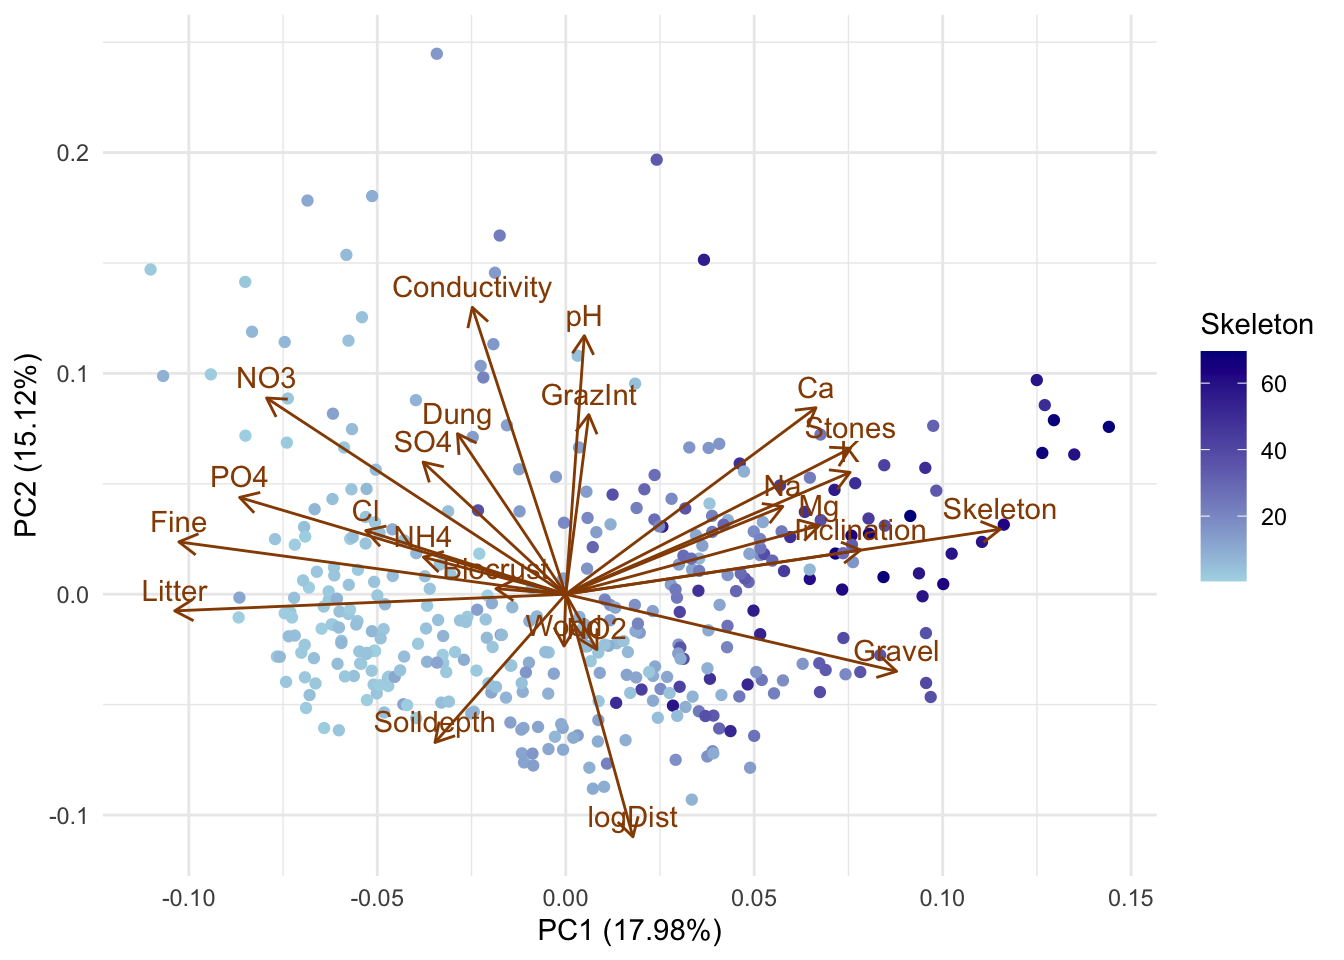 0.2
0.1
0.0
-0.1
PC2 (15.12%)
Conductivity
pH
NO3
GrazInt
Ca
Dung
Stones
SO4
K
PO4
Na
Cl
Mg
Skeleton
Fine
NH4
Inclination
Biocrust
Litter
Wood
NO2
Gravel
Soildepth
logDist
-0.10
-0.05
0.00
0.05
0.10
0.15
PC1 (17.98%)
Skeleton
60
40
20